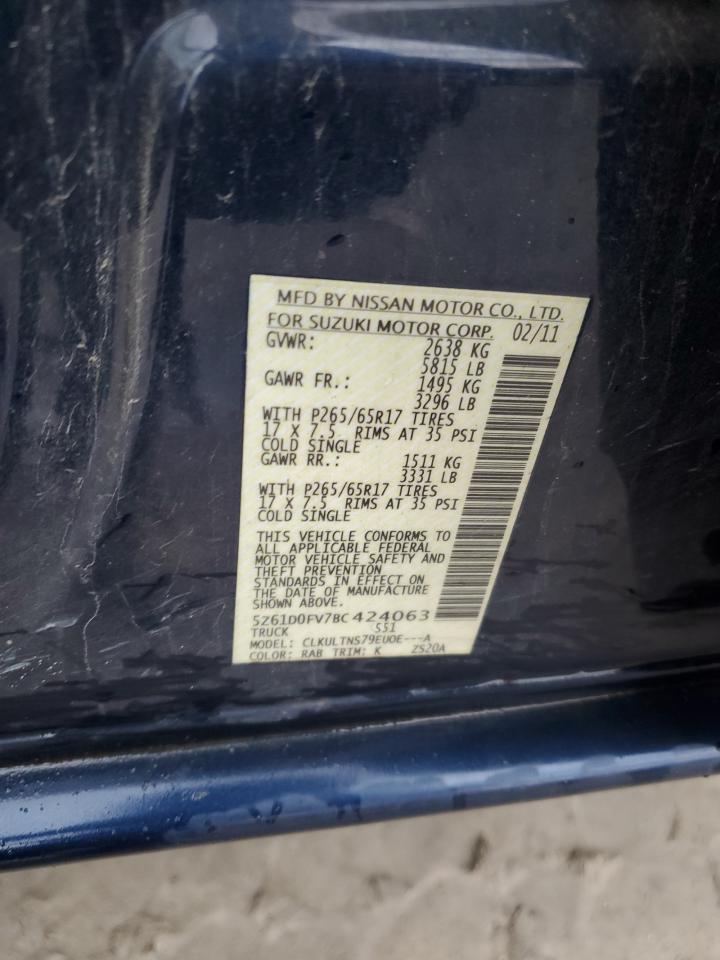 MFD BY NISSAN MOTOR CO., LTD.
FOR SUZUKI MOTOR CORP. 02/11
GVWR: 2638 KG
5815 LB
GAWR FR.: 1495 KG
3296 LB
WITH P265/65R17 TIRES
17 X 7.5 RIMS AT 35 PSI
COLD SINGLE
GAWR RR.: 1511 KG
3331 LB
WITH P265/65R17 TIRES
17 X 7.5 RIMS AT 35 PSI
COLD SINGLE
THIS VEHICLE CONFORMS TO
ALL APPLICABLE FEDERAL
MOTOR VEHICLE SAFETY AND
THEFT PREVENTION
STANDARDS IN EFFECT ON
THE DATE OF MANUFACTURE
SHOWN ABOVE.
5Z61D0FV7BC424063
TRUCK S51
MODEL: CLKULTNS79EUOE---A
COLOR: RAB TRIM: K ZS20A